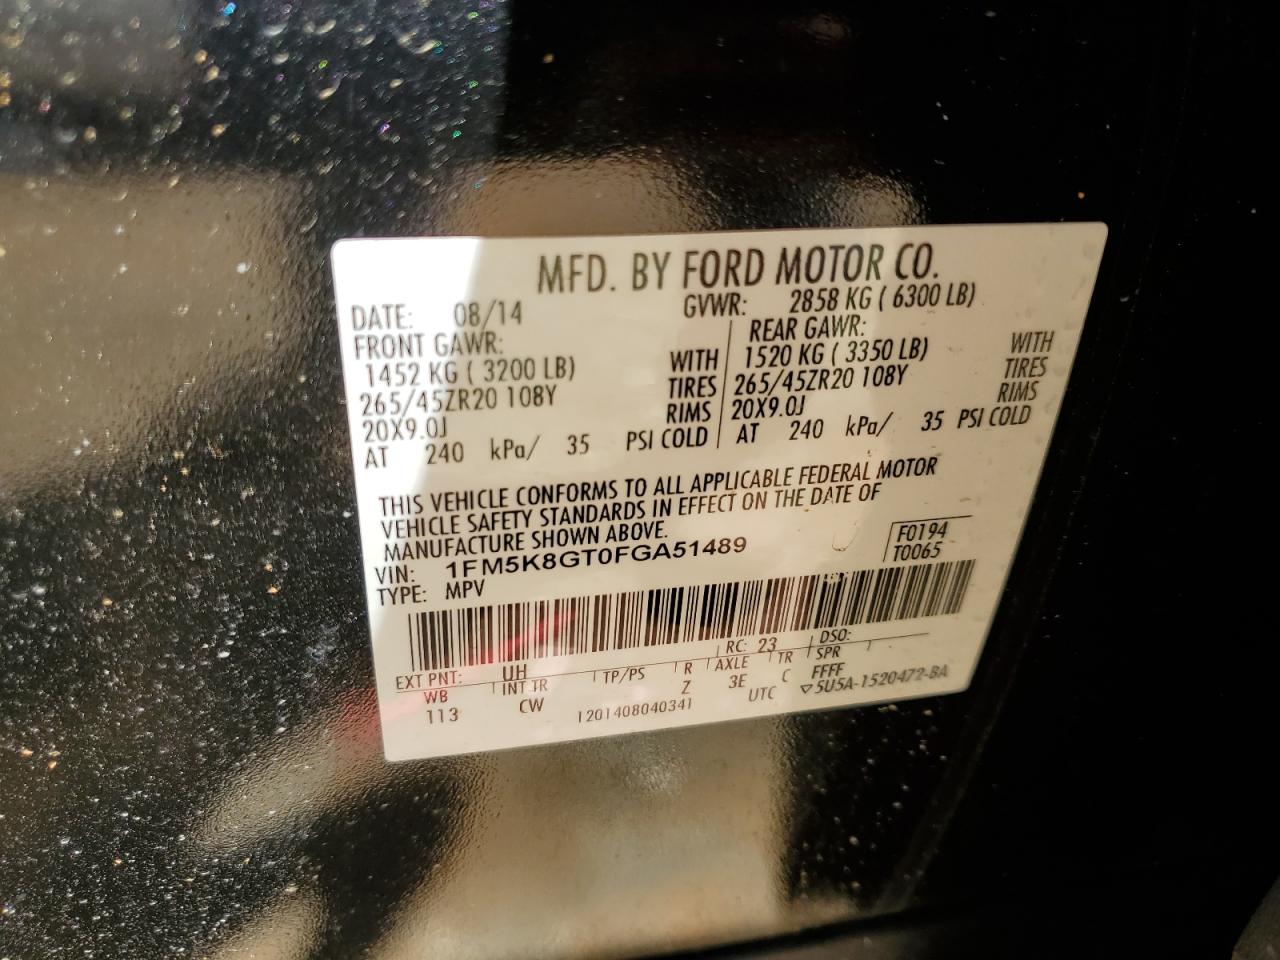 MFD. BY FORD MOTOR CO.
DATE: 08/14 GVWR: 2858 KG ( 6300 LB)
FRONT GAWR: REAR GAWR:
1452 KG ( 3200 LB) WITH 1520 KG ( 3350 LB) WITH
265/45ZR20 108Y TIRES 265/45ZR20 108Y TIRES
20X9.0J RIMS 20X9.0J RIMS
AT 240 kPa/ 35 PSI COLD AT 240 kPa/ 35 PSI COLD
THIS VEHICLE CONFORMS TO ALL APPLICABLE FEDERAL MOTOR
VEHICLE SAFETY STANDARDS IN EFFECT ON THE DATE OF
MANUFACTURE SHOWN ABOVE.
F0194
VIN: 1FM5K8GT0FGA51489 T0065
TYPE: MPV
EXT PNT: UH RC: 23 DSO:
WB INT TR TP/PS R AXLE TR SPR
113 CW Z 3E C FFFF
1201408040341 UTC ▽5U5A-1520472-BA